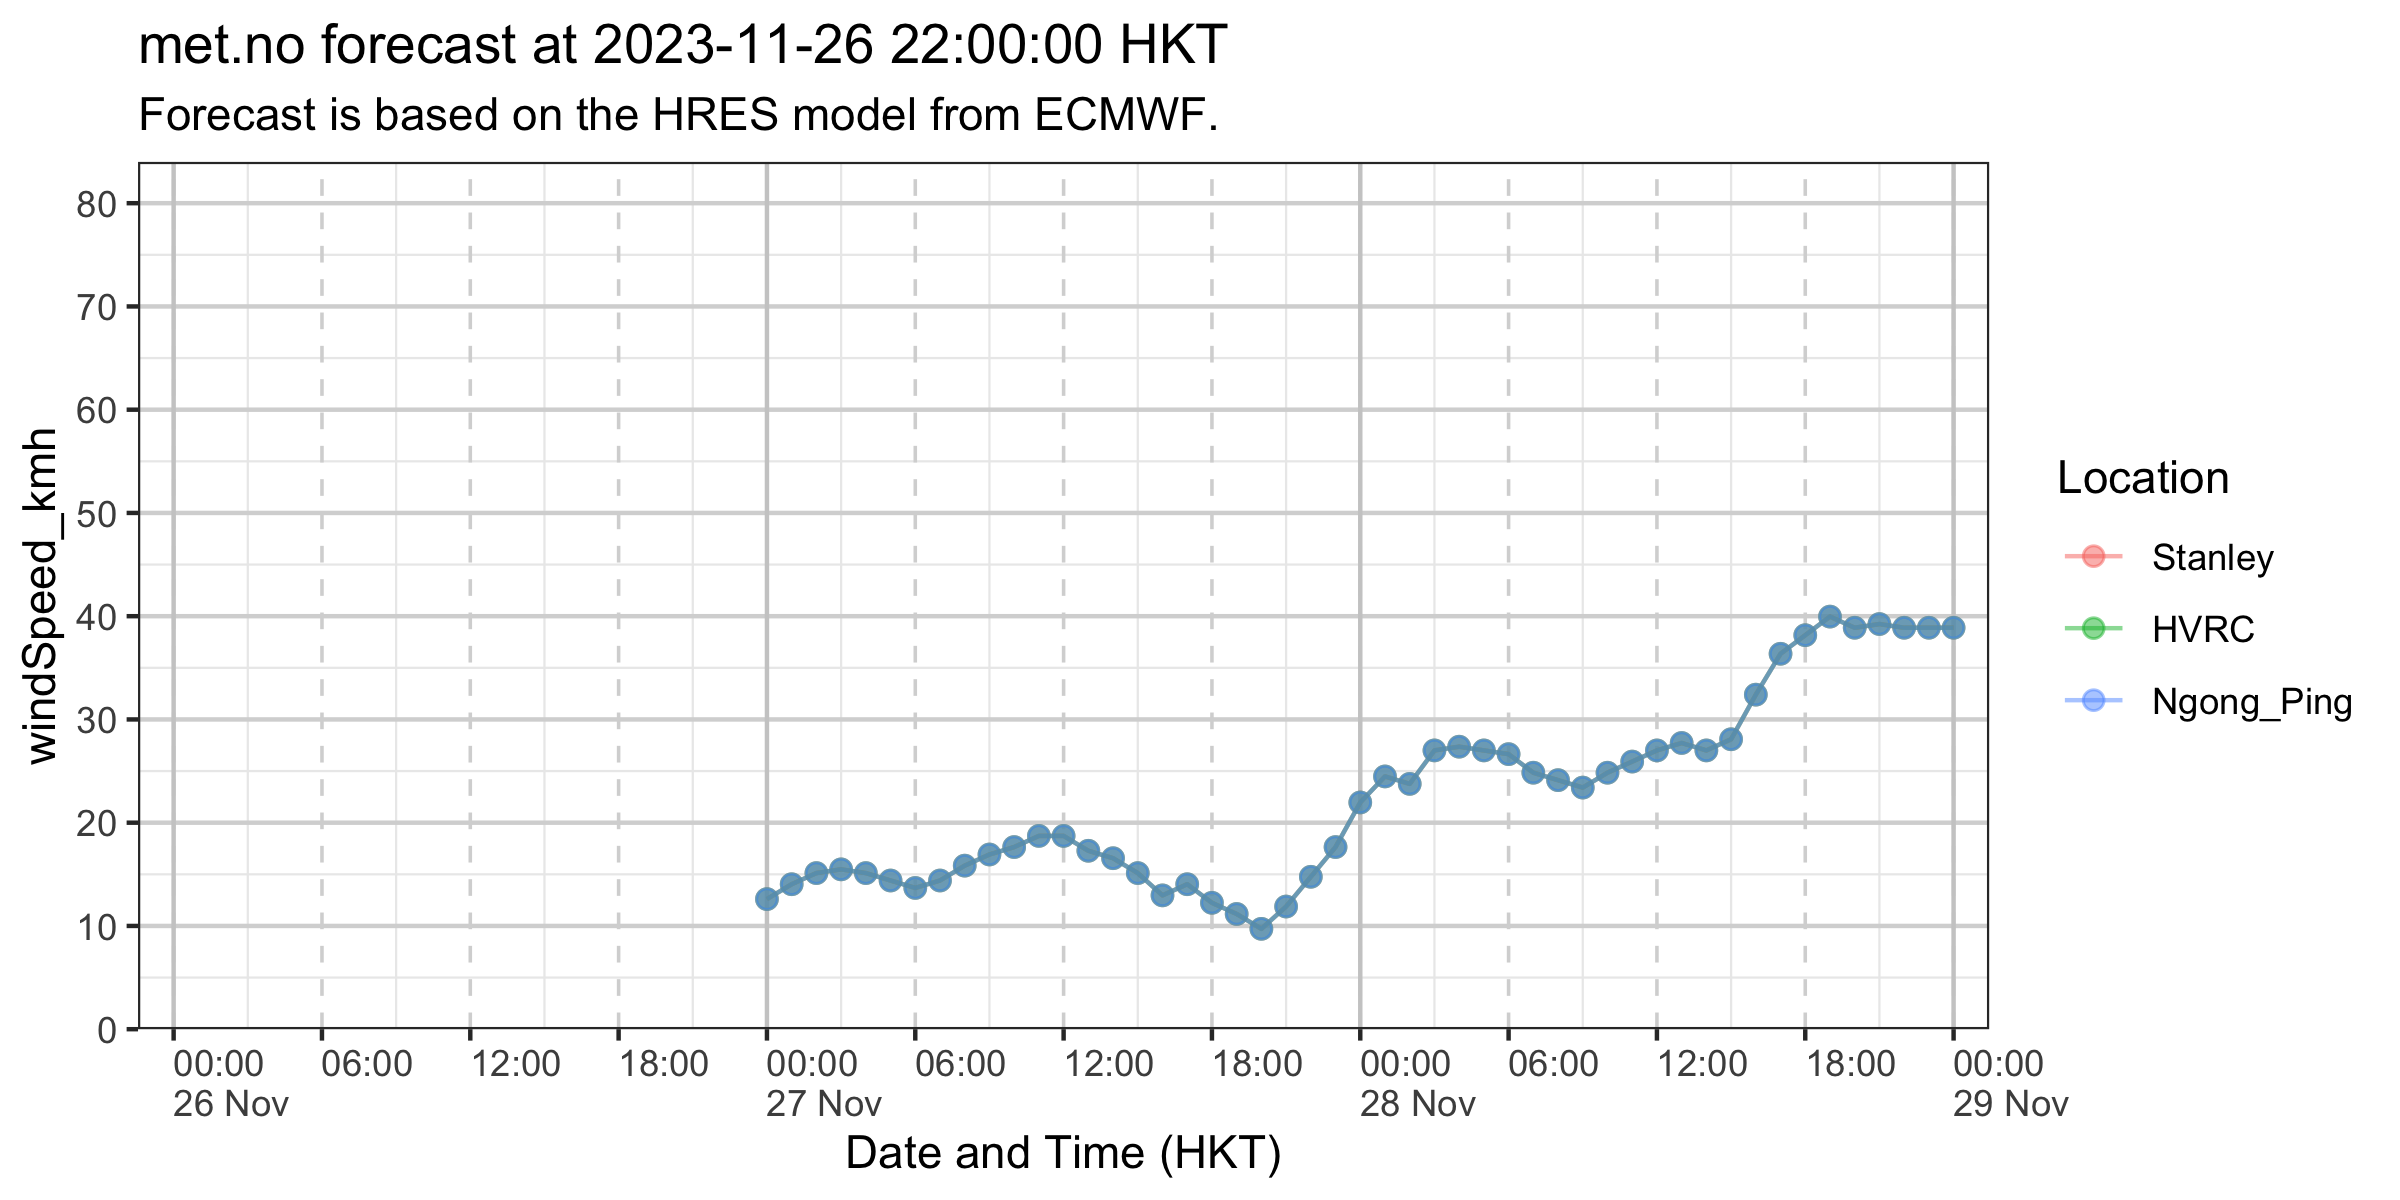 met.no forecast at 2023-11-26 22:00:00 HKT
Forecast is based on the HRES model from ECMWF.
windSpeed_kmh
80
70
60
50
40
30
20
10
0
00:00 06:00 12:00 18:00 00:00 06:00 12:00 18:00 00:00 06:00 12:00 18:00 00:00
26 Nov 27 Nov 28 Nov 29 Nov
Date and Time (HKT)
Location
Stanley
HVRC
Ngong_Ping